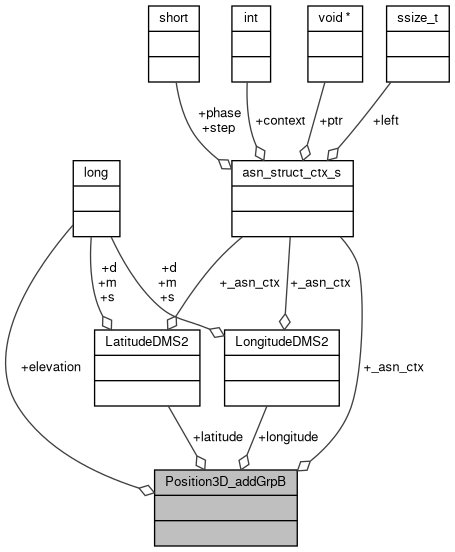 short
int
void *
ssize_t
+phase
+step
+context
+ptr
+left
long
asn_struct_ctx_s
+d
+m
+s
+d
+m
+s
+_asn_ctx
+_asn_ctx
LatitudeDMS2
LongitudeDMS2
+elevation
+_asn_ctx
+latitude
+longitude
Position3D_addGrpB